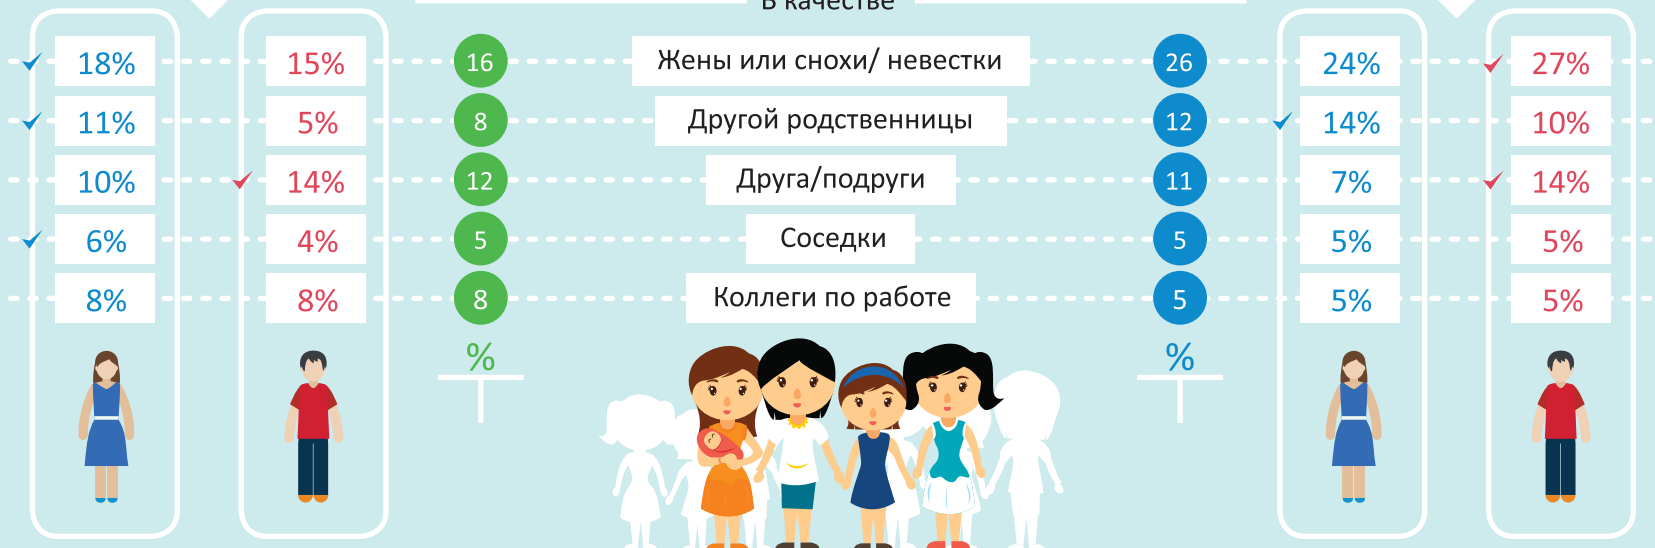 В качестве
18% 15% 16 Жены или снохи/ невестки 26 24% 27%
11% 5% 8 Другой родственницы 12 14% 10%
10% 14% 12 Друга/подруги 11 7% 14%
6% 4% 5 Соседки 5 5% 5%
8% 8% 8 Коллеги по работе 5 5% 5%
% %